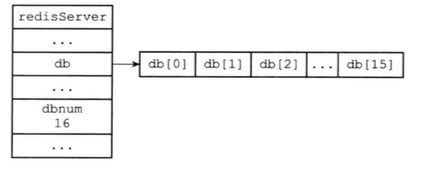 redisServer
...
db
db[0] db[1] db[2] ... db[15]
...
dbnum
16
...